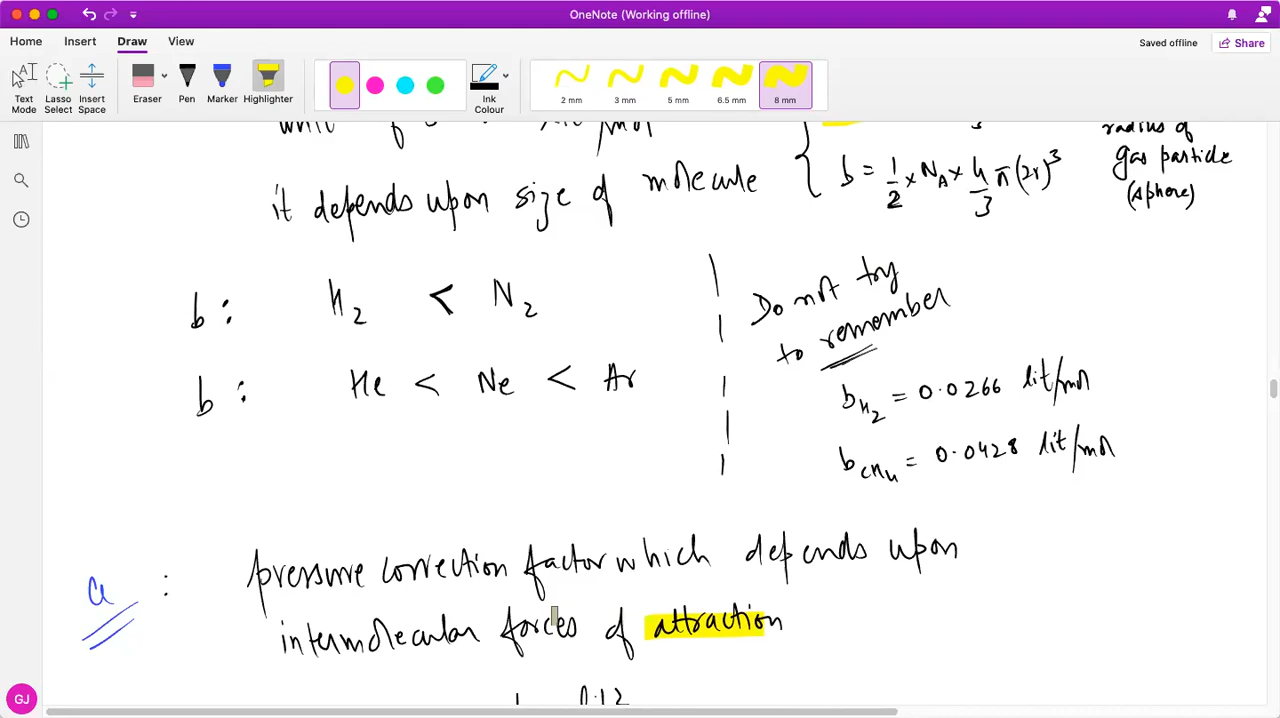 OneNote (Working offline)
Home Insert Draw View
Saved offline
Share
Text Mode
Lasso Select
Insert Space
Eraser
Pen
Marker
Highlighter
Ink Colour
2 mm
3 mm
5 mm
6.5 mm
8 mm
radius of
gas particle
(sphere)
b = 1/2 × N_A × 4/3 π(2r)³
it depends upon size of molecule
b : H₂ < N₂
b : He < Ne < Ar
Do not try
to remember
b_H₂ = 0.0266 lit/mol
b_CH₄ = 0.0428 lit/mol
a : pressure correction factor which depends upon
intermolecular forces of attraction
GJ